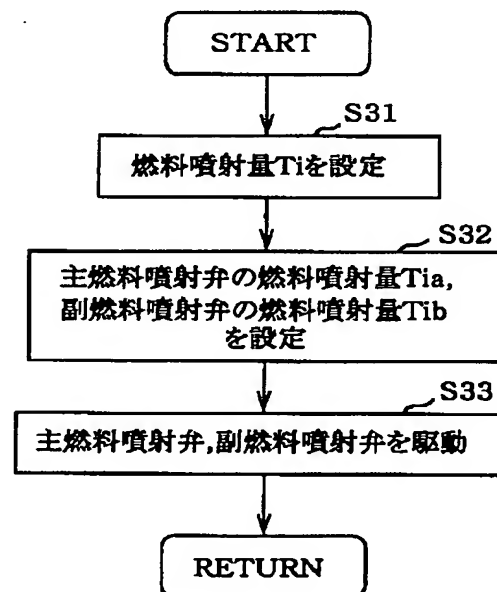 START
S31
燃料噴射量Tiを設定
S32
主燃料噴射弁の燃料噴射量Tia,
副燃料噴射弁の燃料噴射量Tib
を設定
S33
主燃料噴射弁,副燃料噴射弁を駆動
RETURN